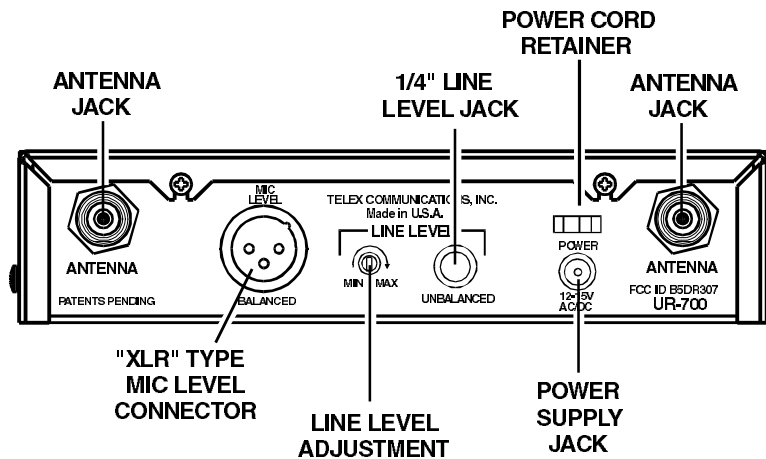 POWER CORD
RETAINER
ANTENNA
JACK
1/4" LINE
LEVEL JACK
ANTENNA
JACK
MIC
LEVEL
TELEX COMMUNICATIONS, INC.
Made in U.S.A.
LINE LEVEL
MIN MAX
POWER
ANTENNA
ANTENNA
PATENTS PENDING
BALANCED
UNBALANCED
12-15V
AC/DC
FCC ID B5DR307
UR-700
"XLR" TYPE
MIC LEVEL
CONNECTOR
LINE LEVEL
ADJUSTMENT
POWER
SUPPLY
JACK